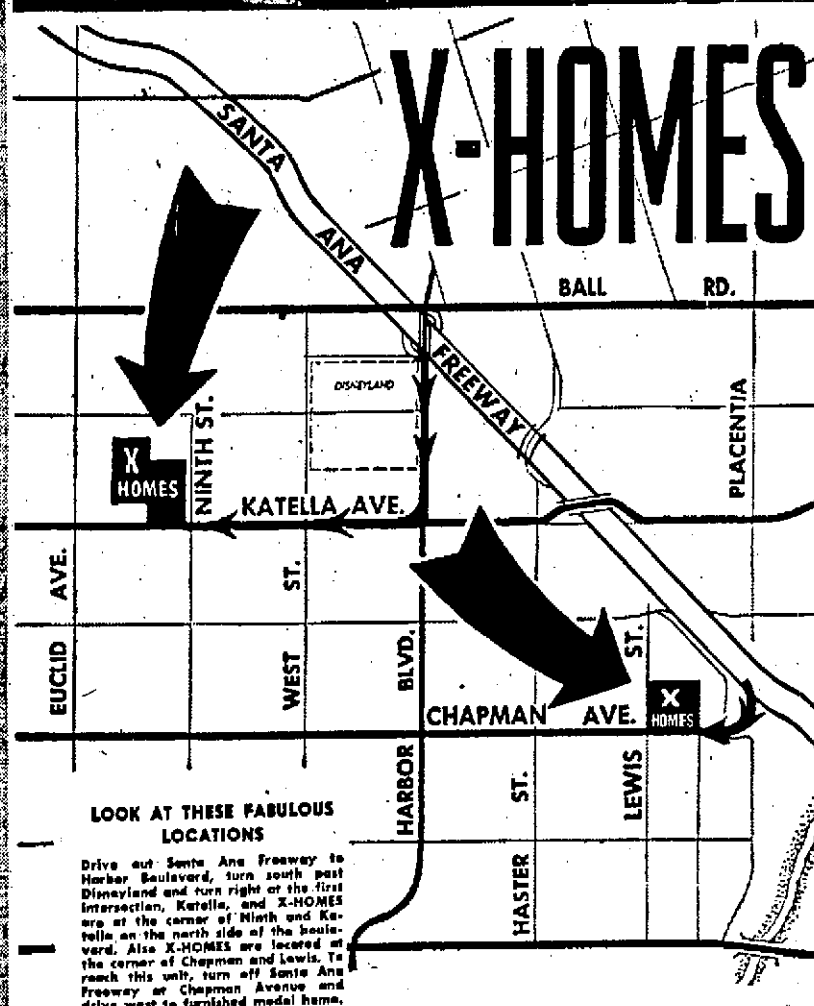 X-HOMES
SANTA
ANA
FREEWAY
BALL RD.
DISNEYLAND
PLACENTIA
NINTH ST.
X
HOMES
KATELLA AVE.
EUCLID AVE.
WEST ST.
HARBOR BLVD.
CHAPMAN AVE.
LEWIS ST.
X
HOMES
HASTER ST.
LOOK AT THESE FABULOUS
LOCATIONS
Drive out Santa Ana Freeway to
Harbor Boulevard, turn south past
Disneyland and turn right at the first
intersection, Katella, and X-HOMES
are at the corner of Ninth and Ka-
tella on the north side of the boule-
vard. Also X-HOMES are located at
the corner of Chapman and Lewis. To
reach this unit, turn off Santa Ana
Freeway at Chapman Avenue and
drive west to furnished model home.